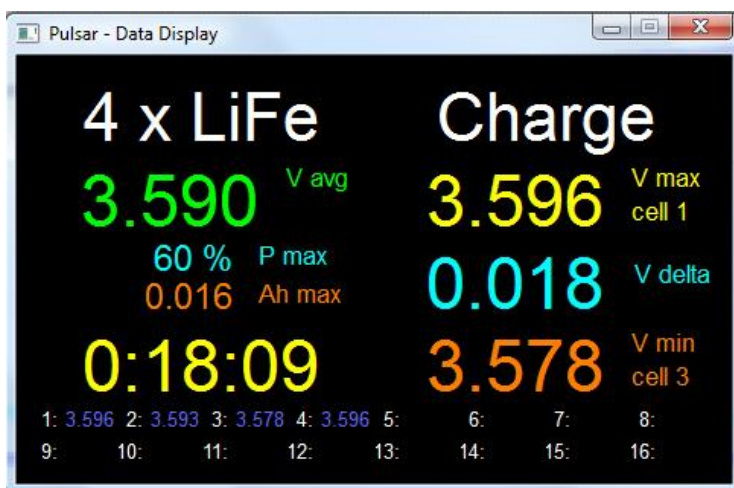 Pulsar - Data Display
4 x LiFe Charge
3.590 V avg 3.596 V max cell 1
60 % P max
0.016 Ah max
0.018 V delta
0:18:09 3.578 V min cell 3
1: 3.596 2: 3.593 3: 3.578 4: 3.596 5: 6: 7: 8:
9: 10: 11: 12: 13: 14: 15: 16: